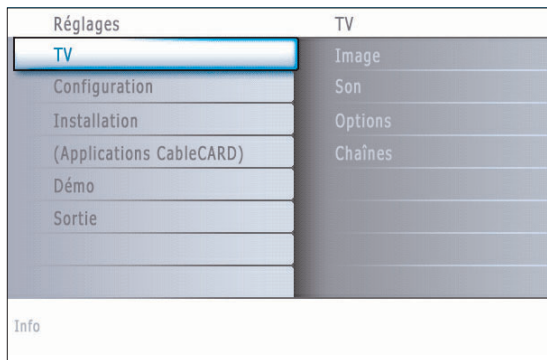 Réglages
TV
TV
Configuration
Installation
(Applications CableCARD)
Démo
Sortie
Image
Son
Options
Chaînes
Info